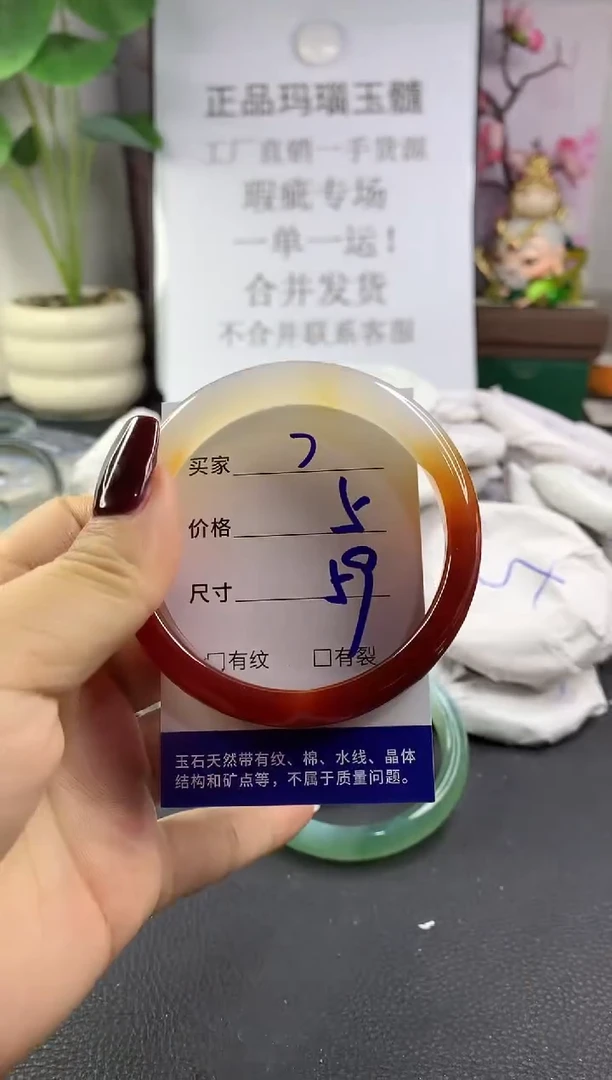 正品玛瑙玉髓
工厂直销一手货源
瑕疵专场
一单一运!
合并发货
不合并联系客服
买家
价格
尺寸 59
□有纹 □有裂
玉石天然带有纹、棉、水线、晶体
结构和矿点等，不属于质量问题。